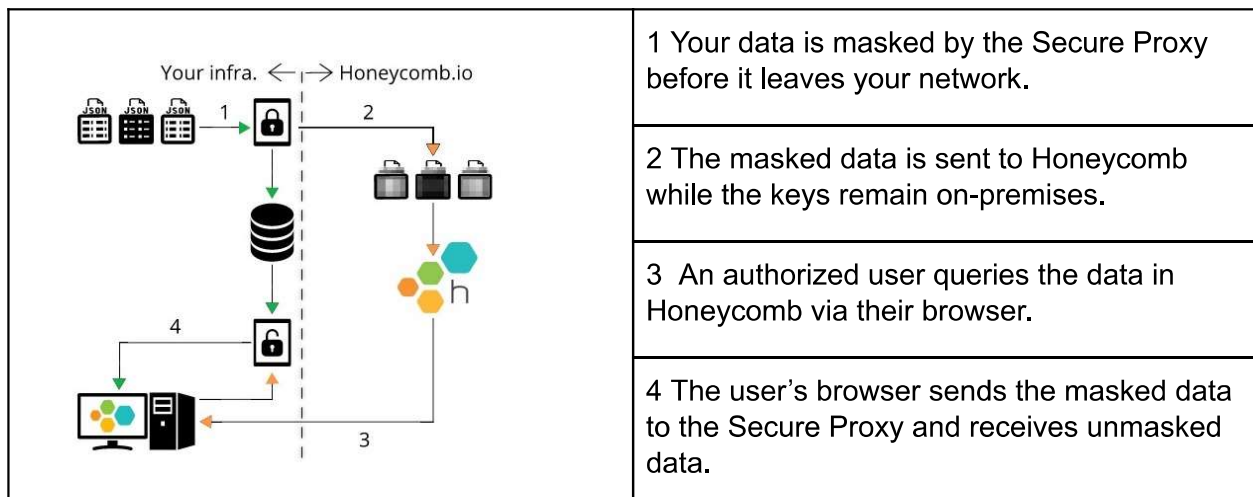 Your infra. ← → Honeycomb.io
JSON JSON JSON
1
2
4
h
3
1 Your data is masked by the Secure Proxy
before it leaves your network.
2 The masked data is sent to Honeycomb
while the keys remain on-premises.
3 An authorized user queries the data in
Honeycomb via their browser.
4 The user’s browser sends the masked data
to the Secure Proxy and receives unmasked
data.